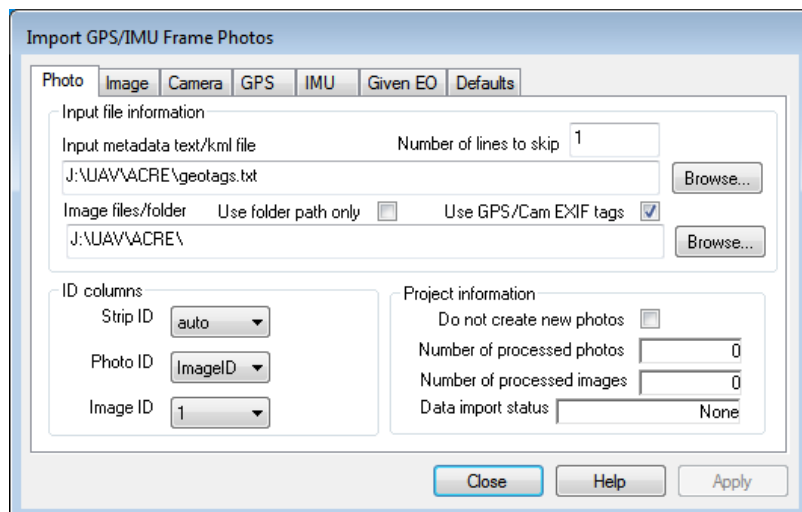 Import GPS/IMU Frame Photos
Photo Image Camera GPS IMU Given EO Defaults
Input file information
Input metadata text/kml file Number of lines to skip 1
J:\UAV\ACRE\geotags.txt Browse...
Image files/folder Use folder path only Use GPS/Cam EXIF tags
J:\UAV\ACRE\ Browse...
ID columns
Strip ID auto
Photo ID ImageID
Image ID 1
Project information
Do not create new photos
Number of processed photos 0
Number of processed images 0
Data import status None
Close Help Apply